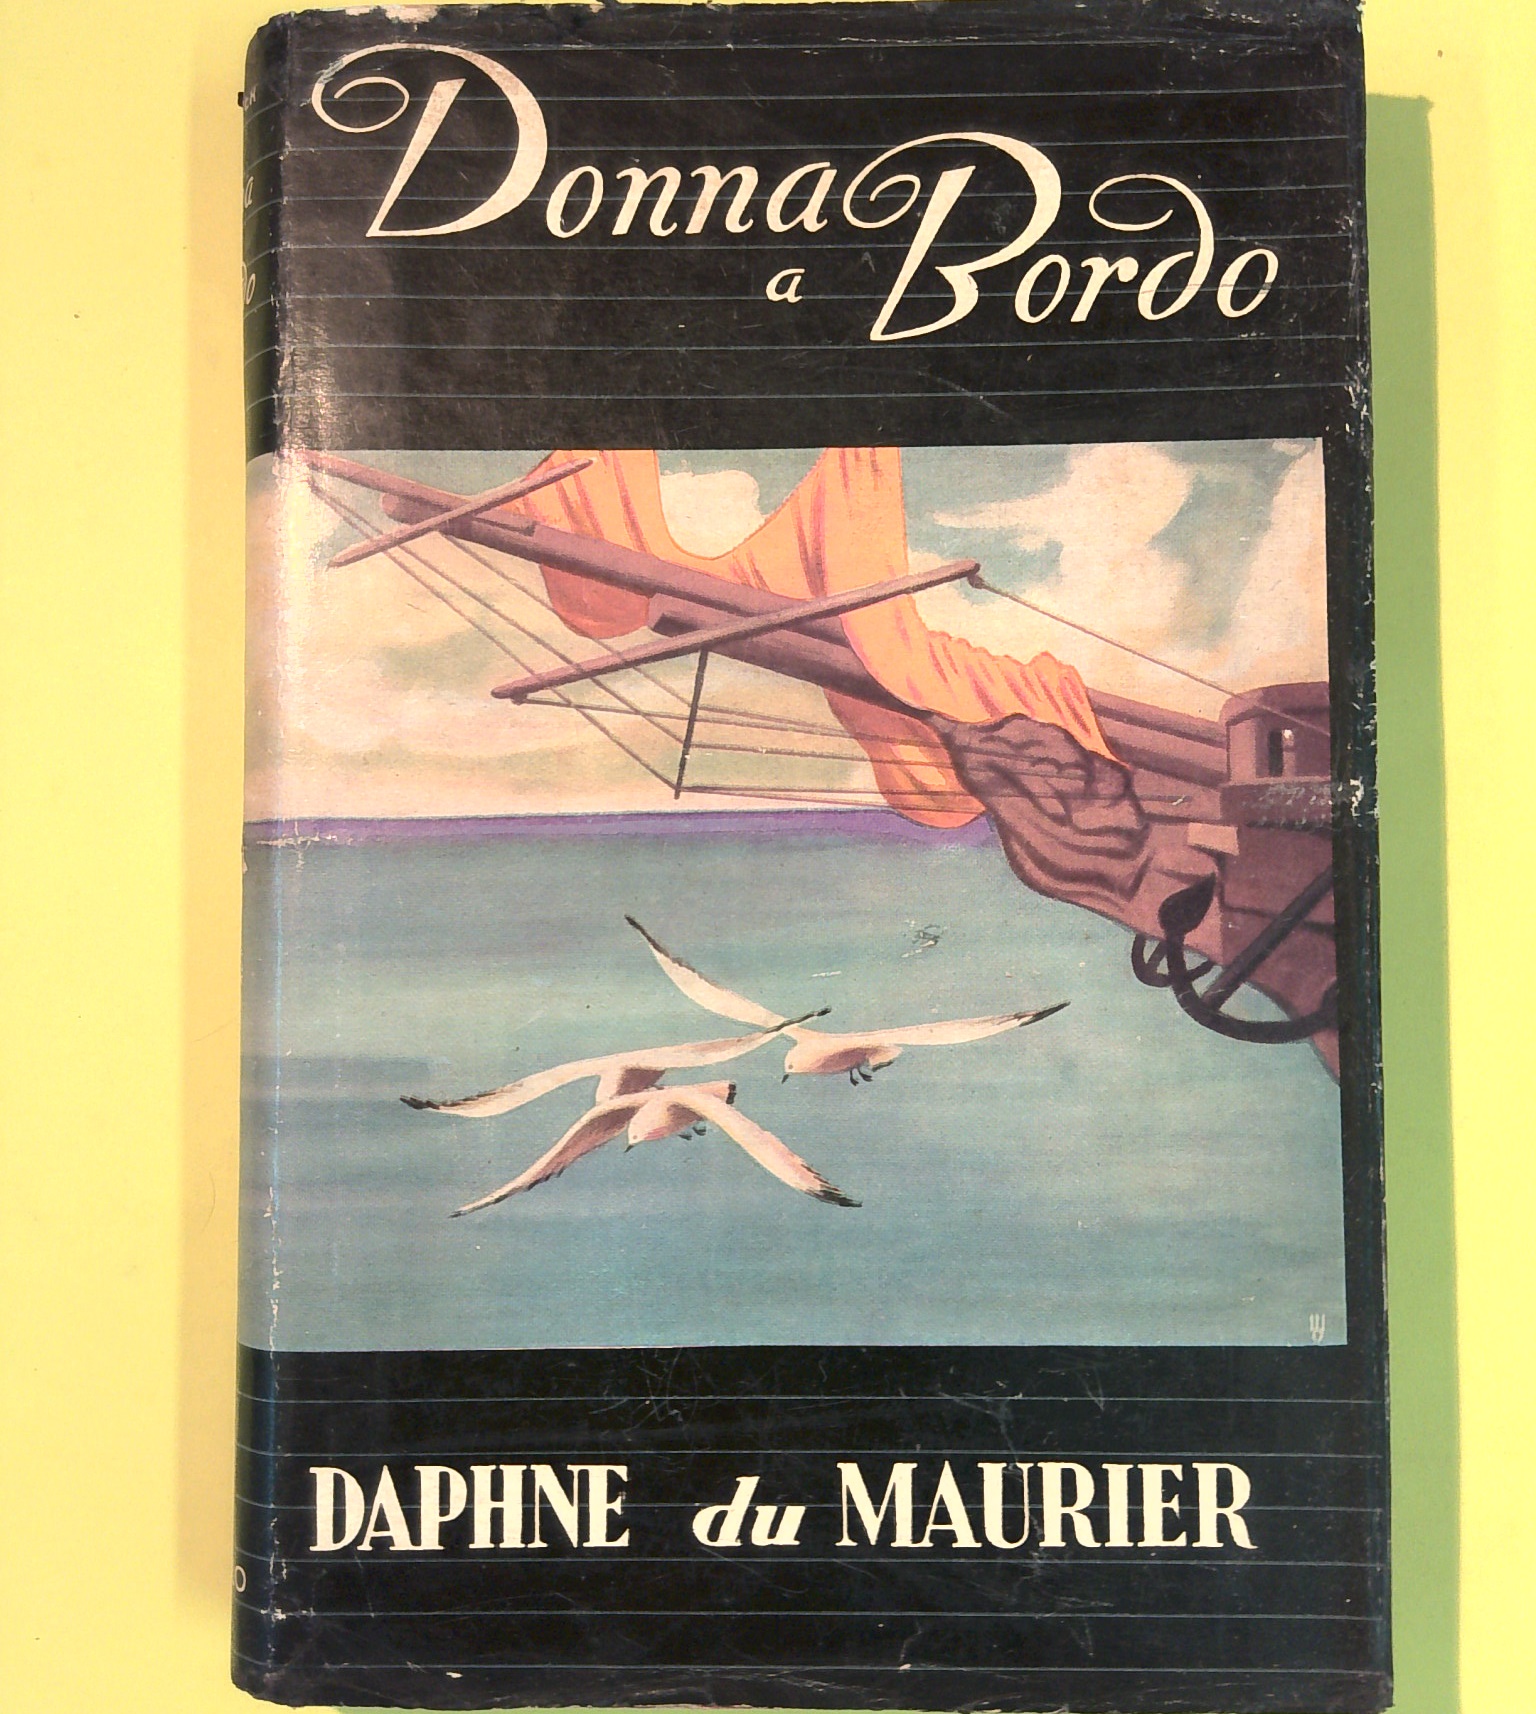 Donna
a Bordo
DAPHNE du MAURIER